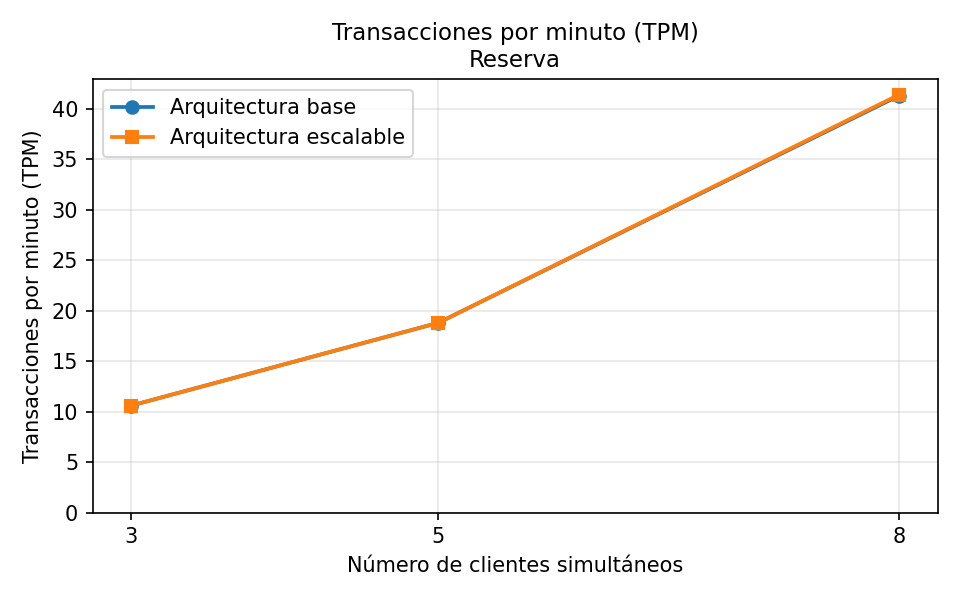 Transacciones por minuto (TPM)
Reserva
Arquitectura base
Arquitectura escalable
Transacciones por minuto (TPM)
40
35
30
25
20
15
10
5
0
3
5
8
Número de clientes simultáneos